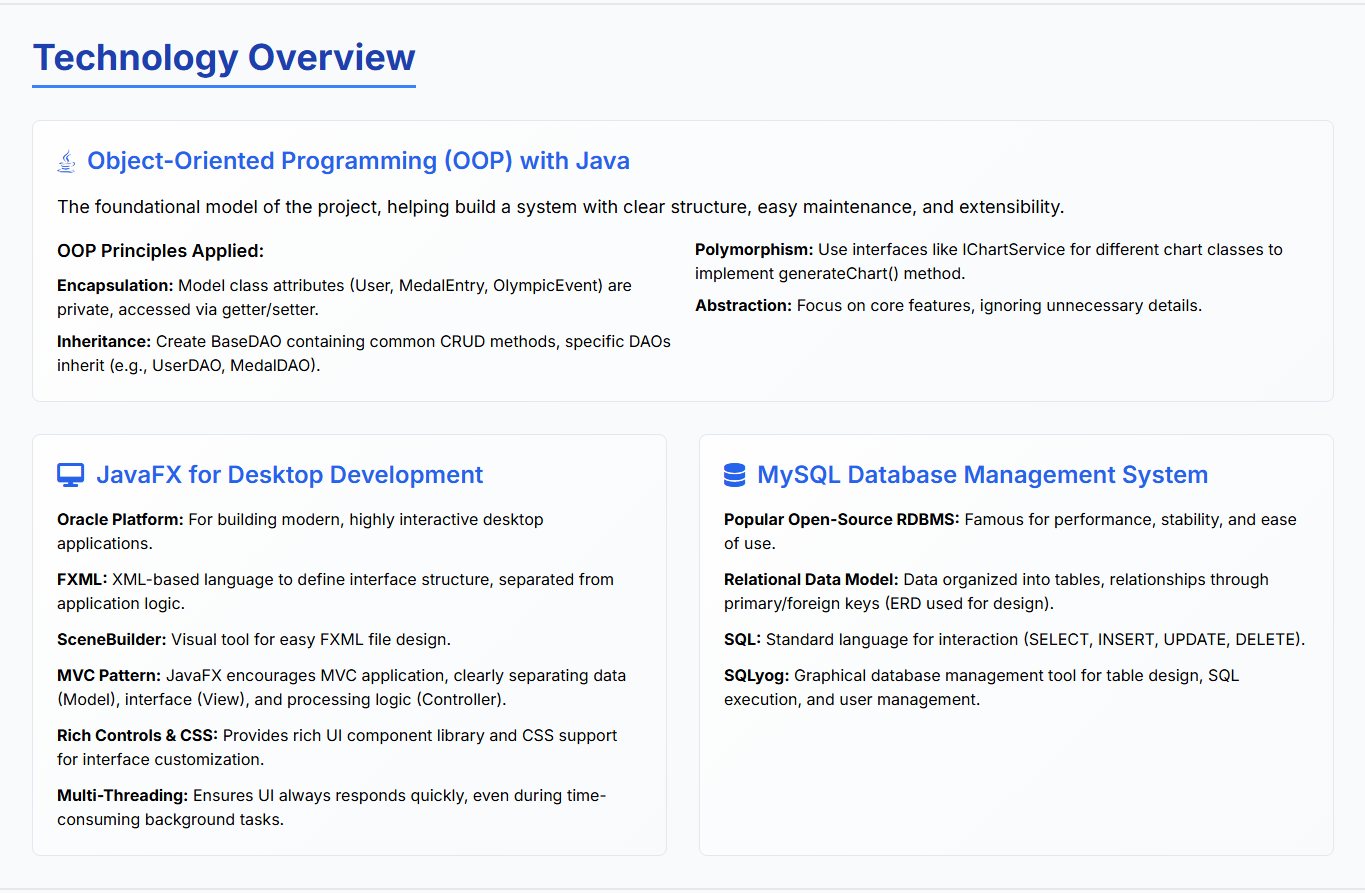 Technology Overview
Object-Oriented Programming (OOP) with Java
The foundational model of the project, helping build a system with clear structure, easy maintenance, and extensibility.
OOP Principles Applied:
Encapsulation: Model class attributes (User, MedalEntry, OlympicEvent) are
private, accessed via getter/setter.
Inheritance: Create BaseDAO containing common CRUD methods, specific DAOs
inherit (e.g., UserDAO, MedalDAO).
Polymorphism: Use interfaces like IChartService for different chart classes to
implement generateChart() method.
Abstraction: Focus on core features, ignoring unnecessary details.
JavaFX for Desktop Development
Oracle Platform: For building modern, highly interactive desktop
applications.
FXML: XML-based language to define interface structure, separated from
application logic.
SceneBuilder: Visual tool for easy FXML file design.
MVC Pattern: JavaFX encourages MVC application, clearly separating data
(Model), interface (View), and processing logic (Controller).
Rich Controls & CSS: Provides rich UI component library and CSS support
for interface customization.
Multi-Threading: Ensures UI always responds quickly, even during time-
consuming background tasks.
MySQL Database Management System
Popular Open-Source RDBMS: Famous for performance, stability, and ease
of use.
Relational Data Model: Data organized into tables, relationships through
primary/foreign keys (ERD used for design).
SQL: Standard language for interaction (SELECT, INSERT, UPDATE, DELETE).
SQLyog: Graphical database management tool for table design, SQL
execution, and user management.